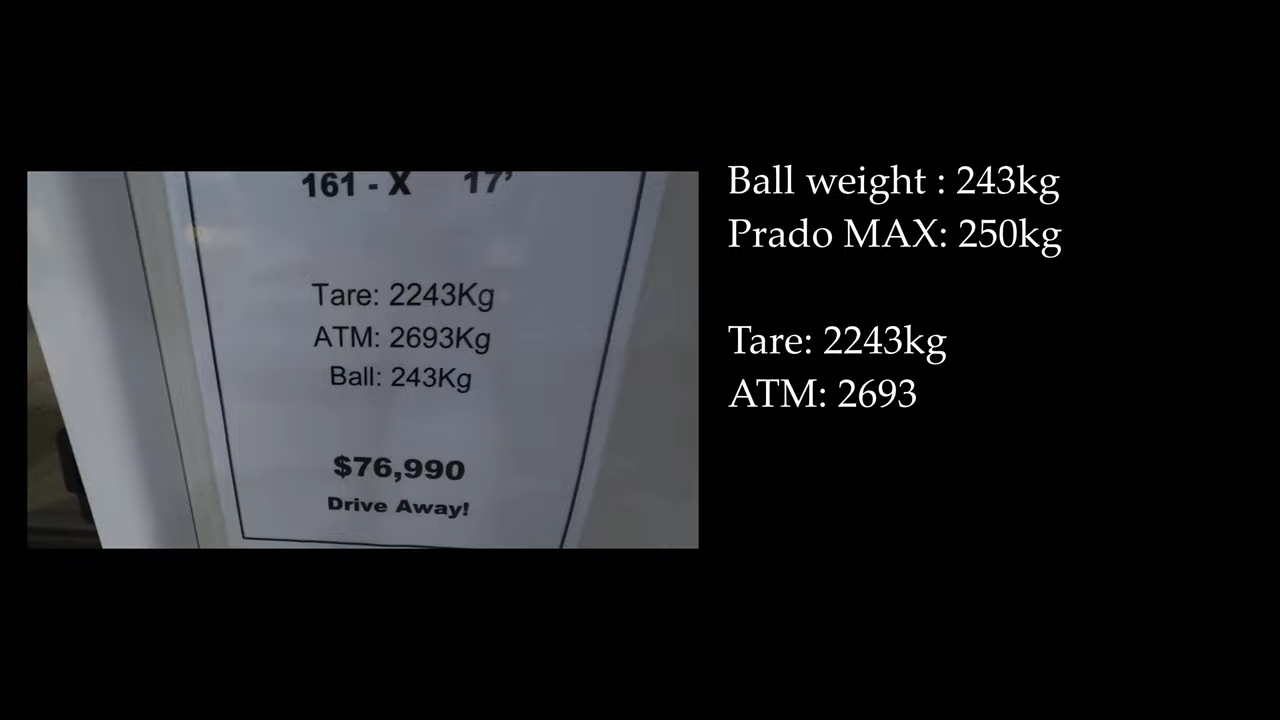 161 - X 17'
Tare: 2243Kg
ATM: 2693Kg
Ball: 243Kg
$76,990
Drive Away!
Ball weight : 243kg
Prado MAX: 250kg
Tare: 2243kg
ATM: 2693